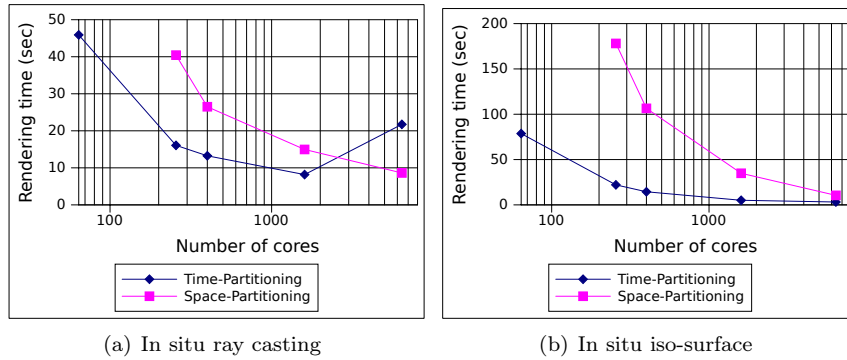 50
40
30
20
10
0
Rendering time (sec)
100
1000
Number of cores
Time-Partitioning
Space-Partitioning
(a) In situ ray casting
200
150
100
50
0
Rendering time (sec)
100
1000
Number of cores
Time-Partitioning
Space-Partitioning
(b) In situ iso-surface